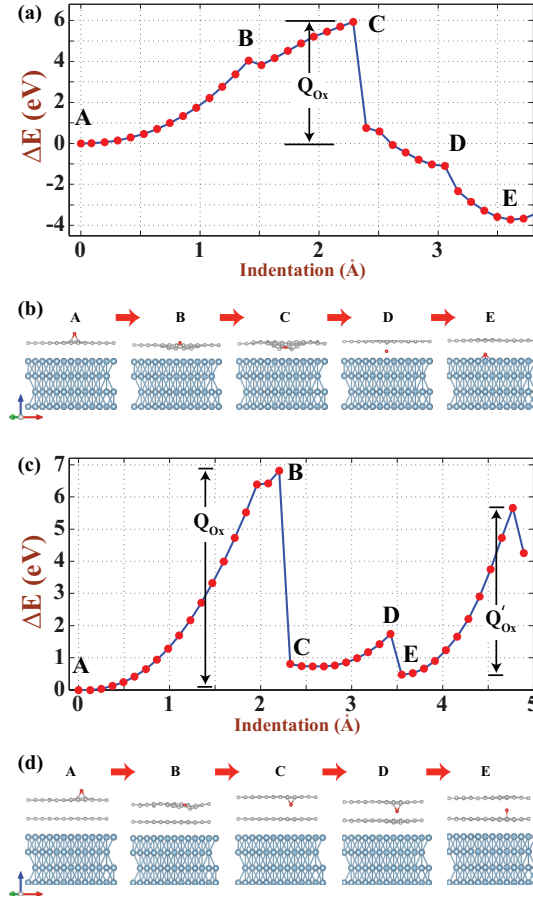 (a)
6
4
2
0
-2
-4
ΔE (eV)
A
B
C
D
E
Q_Ox
0
1
2
3
Indentation (Å)
(b)
A
B
C
D
E
(c)
7
6
5
4
3
2
1
0
ΔE (eV)
A
B
C
D
E
Q_Ox
Q'_Ox
0
1
2
3
4
5
Indentation (Å)
(d)
A
B
C
D
E